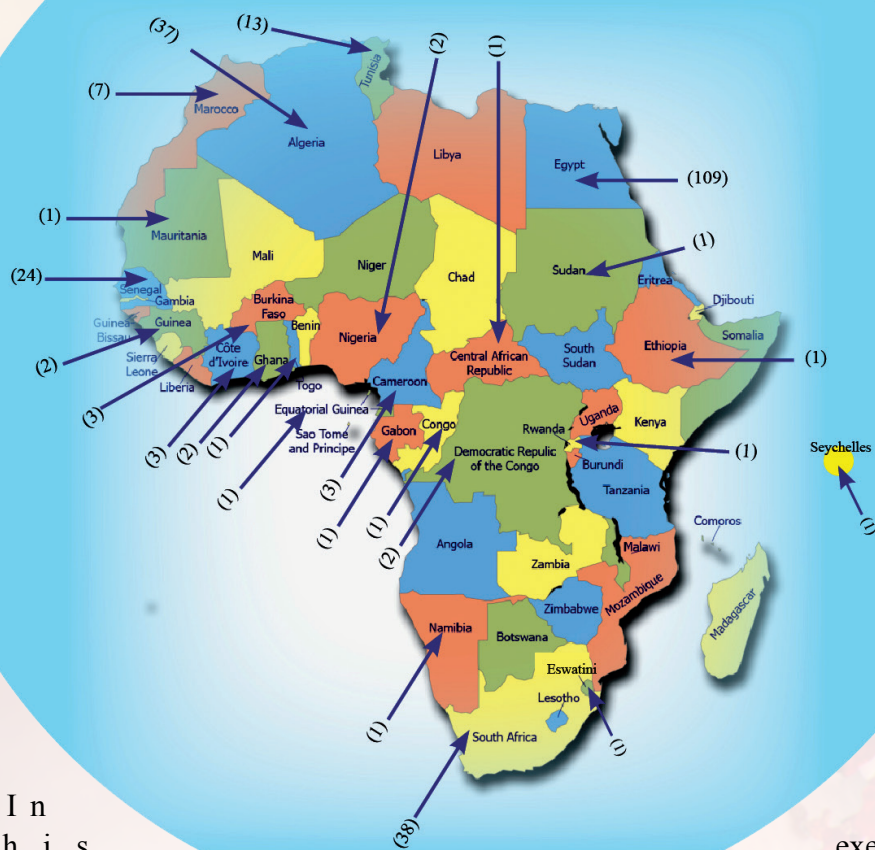 (13)
(37)
(2)
(1)
(7)
Tunisia
Marocco
Algeria
Libya
Egypt
(109)
(1)
Mauritania
Mali
Niger
Chad
Sudan
(1)
(24)
Senegal
Gambia
Eritrea
Djibouti
Guinea
Bissau
Guinea
Burkina
Faso
Benin
Nigeria
Somalia
(2)
Sierra
Leone
Côte
d'Ivoire
Ghana
Central African
Republic
South
Sudan
Ethiopia
(1)
Liberia
Togo
Cameroon
(3)
Equatorial Guinea
Sao Tome
and Principe
Gabon
Congo
Uganda
Kenya
Rwanda
(3)
(2)
(1)
Democratic Repulic
of the Congo
Burundi
(1)
Seychelles
Tanzania
(1)
(3)
(1)
(1)
(2)
(1)
Comoros
Angola
Malawi
Zambia
Mozambique
Zimbabwe
Madagascar
Namibia
Botswana
Eswatini
Lesotho
(1)
South Africa
(1)
(38)
In
his
exe